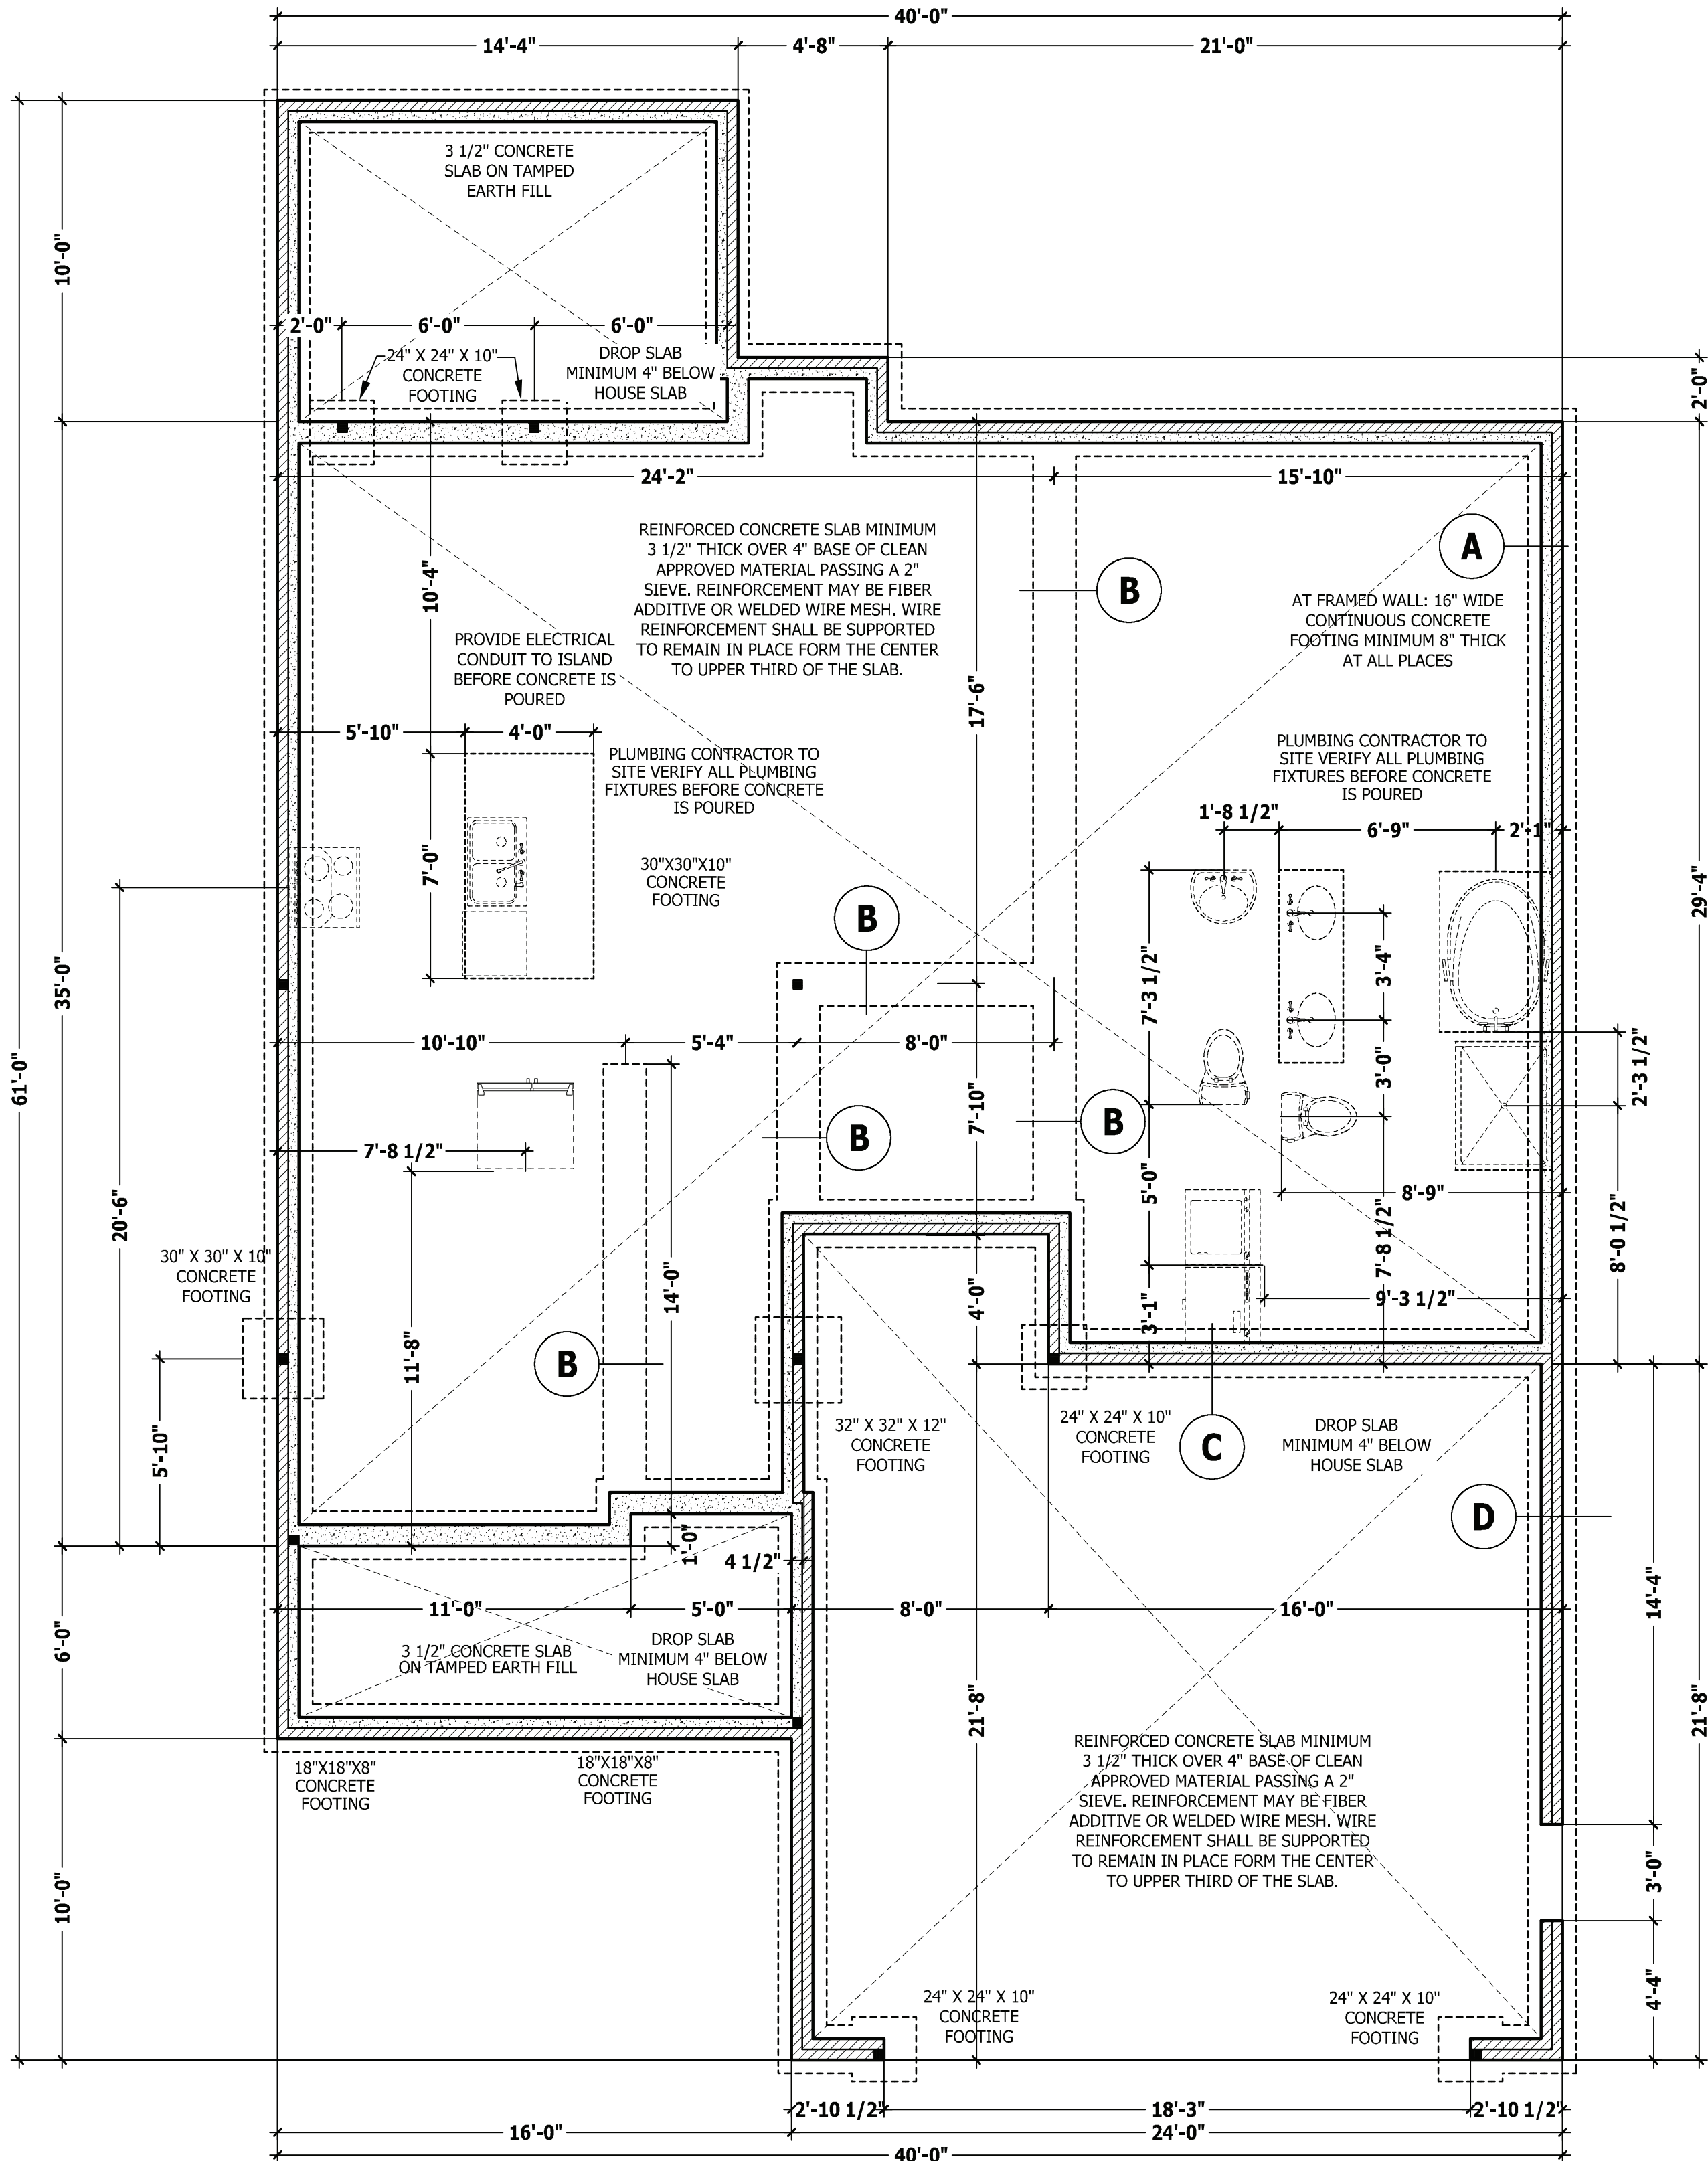 40'-0"
14'-4"
4'-8"
21'-0"
3 1/2" CONCRETE
SLAB ON TAMPED
EARTH FILL
10'-0"
2'-0"
6'-0"
6'-0"
24" X 24" X 10"
CONCRETE
FOOTING
DROP SLAB
MINIMUM 4" BELOW
HOUSE SLAB
2'-0"
24'-2"
15'-10"
REINFORCED CONCRETE SLAB MINIMUM
3 1/2" THICK OVER 4" BASE OF CLEAN
APPROVED MATERIAL PASSING A 2"
SIEVE. REINFORCEMENT MAY BE FIBER
ADDITIVE OR WELDED WIRE MESH. WIRE
REINFORCEMENT SHALL BE SUPPORTED
TO REMAIN IN PLACE FORM THE CENTER
TO UPPER THIRD OF THE SLAB.
A
B
10'-4"
AT FRAMED WALL: 16" WIDE
CONTINUOUS CONCRETE
FOOTING MINIMUM 8" THICK
AT ALL PLACES
PROVIDE ELECTRICAL
CONDUIT TO ISLAND
BEFORE CONCRETE IS
POURED
17'-6"
5'-10"
4'-0"
PLUMBING CONTRACTOR TO
SITE VERIFY ALL PLUMBING
FIXTURES BEFORE CONCRETE
IS POURED
PLUMBING CONTRACTOR TO
SITE VERIFY ALL PLUMBING
FIXTURES BEFORE CONCRETE
IS POURED
1'-8 1/2"
6'-9"
2'-1"
7'-0"
30"X30"X10"
CONCRETE
FOOTING
29'-4"
B
35'-0"
7'-3 1/2"
3'-4"
10'-10"
5'-4"
8'-0"
61'-0"
3'-0"
2'-3 1/2"
7'-10"
B
B
7'-8 1/2"
5'-0"
8'-9"
20'-6"
7'-8 1/2"
8'-0 1/2"
30" X 30" X 10"
CONCRETE
FOOTING
14'-0"
4'-0"
3'-1"
9'-3 1/2"
11'-8"
B
5'-10"
32" X 32" X 12"
CONCRETE
FOOTING
24" X 24" X 10"
CONCRETE
FOOTING
C
DROP SLAB
MINIMUM 4" BELOW
HOUSE SLAB
D
1'-0"
4 1/2"
14'-4"
11'-0"
5'-0"
8'-0"
16'-0"
6'-0"
3 1/2" CONCRETE SLAB
ON TAMPED EARTH FILL
DROP SLAB
MINIMUM 4" BELOW
HOUSE SLAB
21'-8"
21'-8"
REINFORCED CONCRETE SLAB MINIMUM
3 1/2" THICK OVER 4" BASE OF CLEAN
APPROVED MATERIAL PASSING A 2"
SIEVE. REINFORCEMENT MAY BE FIBER
ADDITIVE OR WELDED WIRE MESH. WIRE
REINFORCEMENT SHALL BE SUPPORTED
TO REMAIN IN PLACE FORM THE CENTER
TO UPPER THIRD OF THE SLAB.
18"X18"X8"
CONCRETE
FOOTING
18"X18"X8"
CONCRETE
FOOTING
10'-0"
3'-0"
4'-4"
24" X 24" X 10"
CONCRETE
FOOTING
24" X 24" X 10"
CONCRETE
FOOTING
2'-10 1/2"
18'-3"
2'-10 1/2"
16'-0"
24'-0"
40'-0"